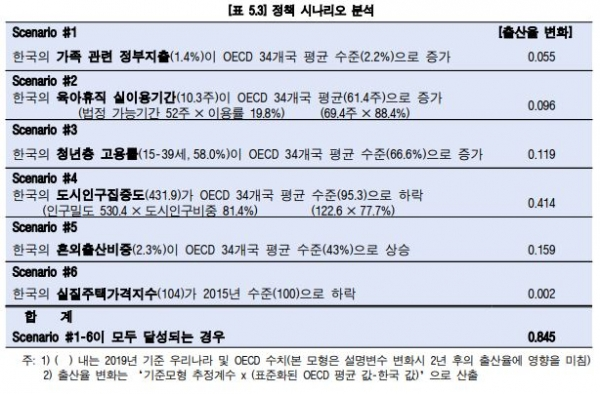 [표 5.3] 정책 시나리오 분석
Scenario #1 [출산율 변화]
한국의 가족 관련 정부지출(1.4%)이 OECD 34개국 평균 수준(2.2%)으로 증가 0.055
Scenario #2
한국의 육아휴직 실이용기간(10.3주)이 OECD 34개국 평균(61.4주)으로 증가 0.096
(법정 가능기간 52주 × 이용률 19.8%) (69.4주 × 88.4%)
Scenario #3
한국의 청년층 고용률(15-39세, 58.0%)이 OECD 34개국 평균 수준(66.6%)으로 증가 0.119
Scenario #4
한국의 도시인구집중도(431.9)가 OECD 34개국 평균 수준(95.3)으로 하락 0.414
(인구밀도 530.4 × 도시인구비중 81.4%) (122.6 × 77.7%)
Scenario #5
한국의 혼외출산비중(2.3%)이 OECD 34개국 평균 수준(43%)으로 상승 0.159
Scenario #6
한국의 실질주택가격지수(104)가 2015년 수준(100)으로 하락 0.002
합 계
Scenario #1-6이 모두 달성되는 경우 0.845
주: 1) ( ) 내는 2019년 기준 우리나라 및 OECD 수치(본 모형은 설명변수 변화시 2년 후의 출산율에 영향을 미침)
2) 출산율 변화는 "기준모형 추정계수 x (표준화된 OECD 평균 값-한국 값)"으로 산출